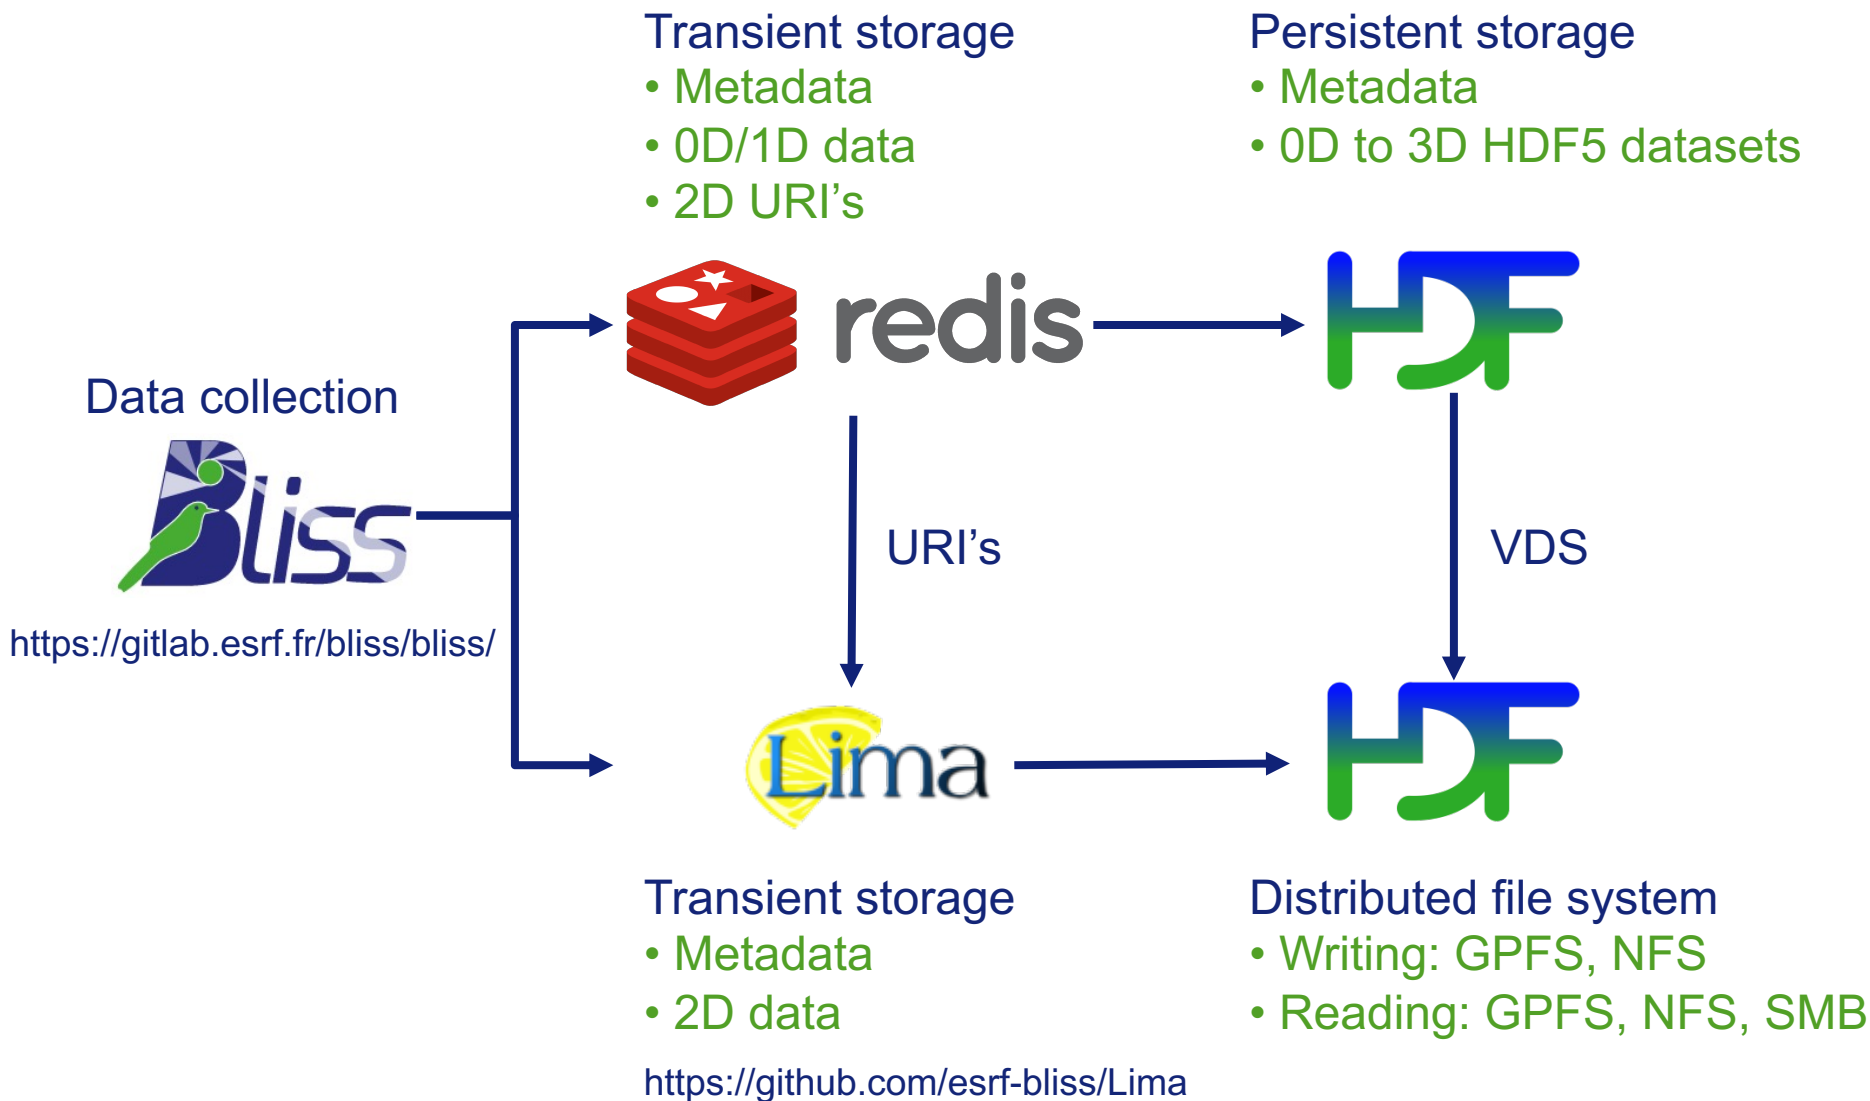 Transient storage
• Metadata
• 0D/1D data
• 2D URI’s
Persistent storage
• Metadata
• 0D to 3D HDF5 datasets
redis
HDF
Data collection
Bliss
https://gitlab.esrf.fr/bliss/bliss/
URI’s
VDS
Lima
HDF
Transient storage
• Metadata
• 2D data
https://github.com/esrf-bliss/Lima
Distributed file system
• Writing: GPFS, NFS
• Reading: GPFS, NFS, SMB